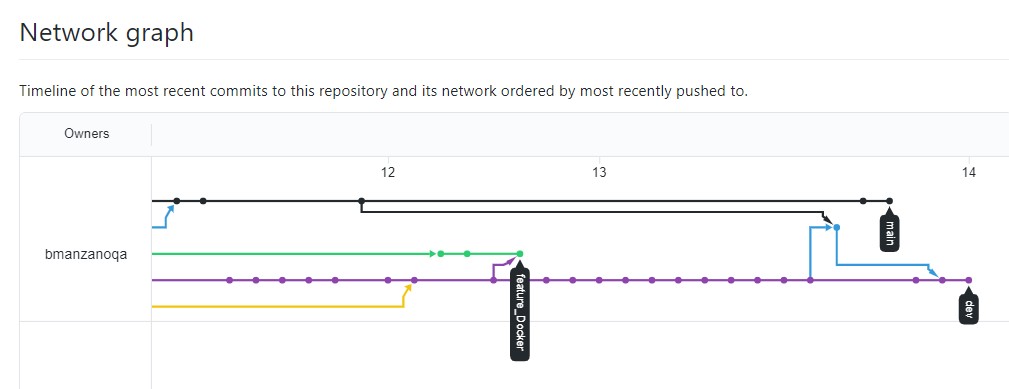 Network graph
Timeline of the most recent commits to this repository and its network ordered by most recently pushed to.
Owners
12 13 14
bmanzanoqa
main
feature_Docker
dev